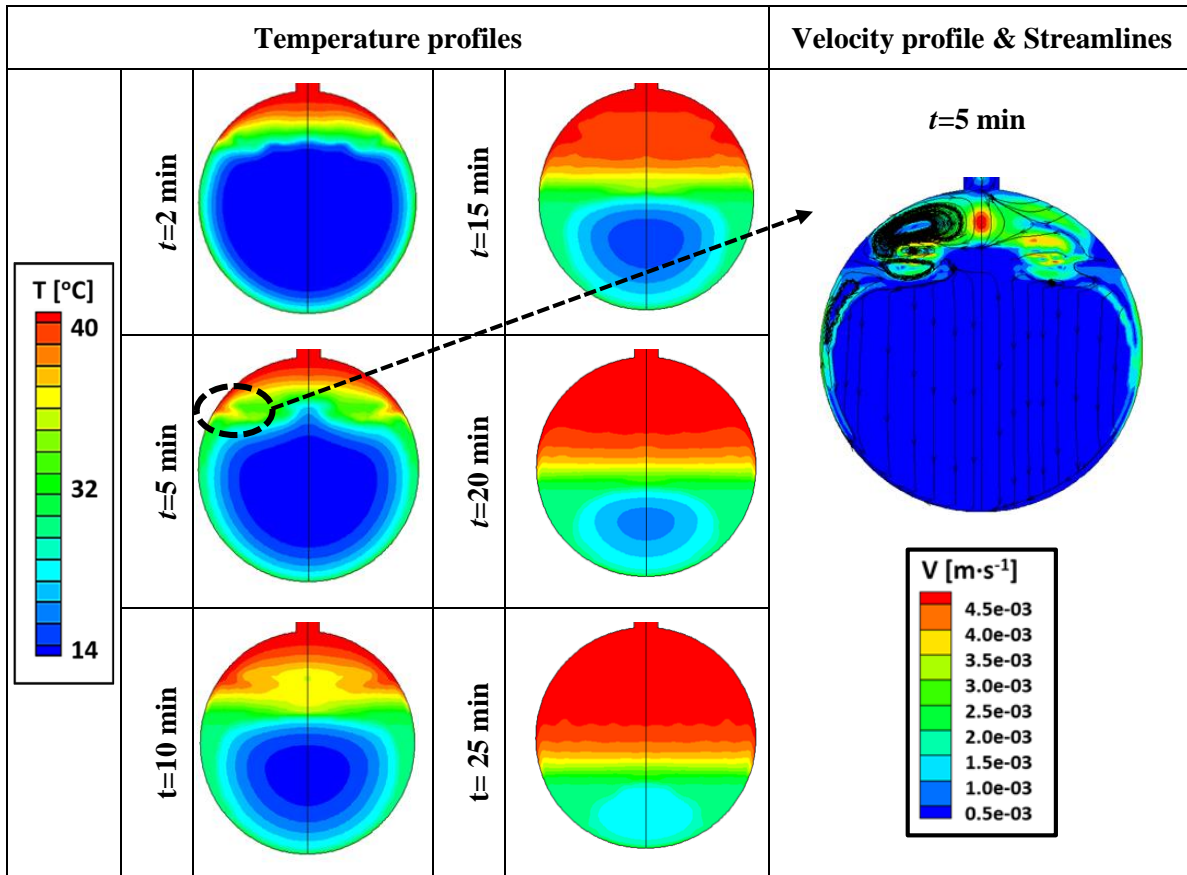 Temperature profiles
Velocity profile & Streamlines
t=2 min
t=15 min
t=5 min
T [°C]
40
32
14
t=5 min
t=20 min
t=10 min
t= 25 min
V [m·s⁻¹]
4.5e-03
4.0e-03
3.5e-03
3.0e-03
2.5e-03
2.0e-03
1.5e-03
1.0e-03
0.5e-03